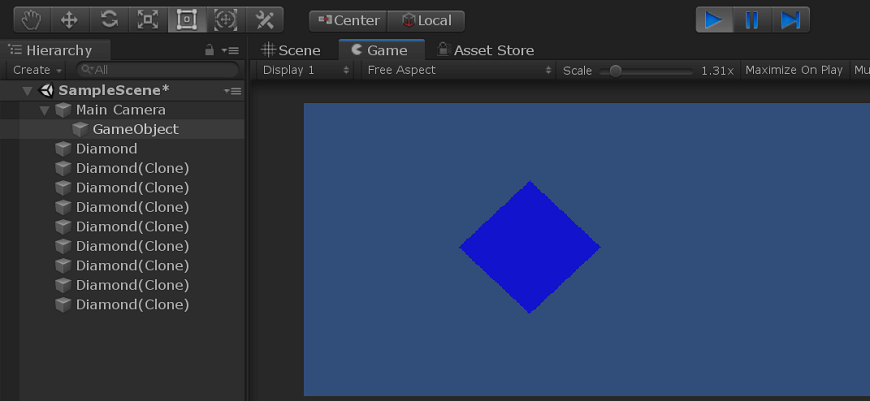 Center Local
Hierarchy
Create All
SampleScene*
Main Camera
GameObject
Diamond
Diamond(Clone)
Diamond(Clone)
Diamond(Clone)
Diamond(Clone)
Diamond(Clone)
Diamond(Clone)
Diamond(Clone)
Diamond(Clone)
Scene Game Asset Store
Display 1 Free Aspect Scale 1.31x Maximize On Play Mu